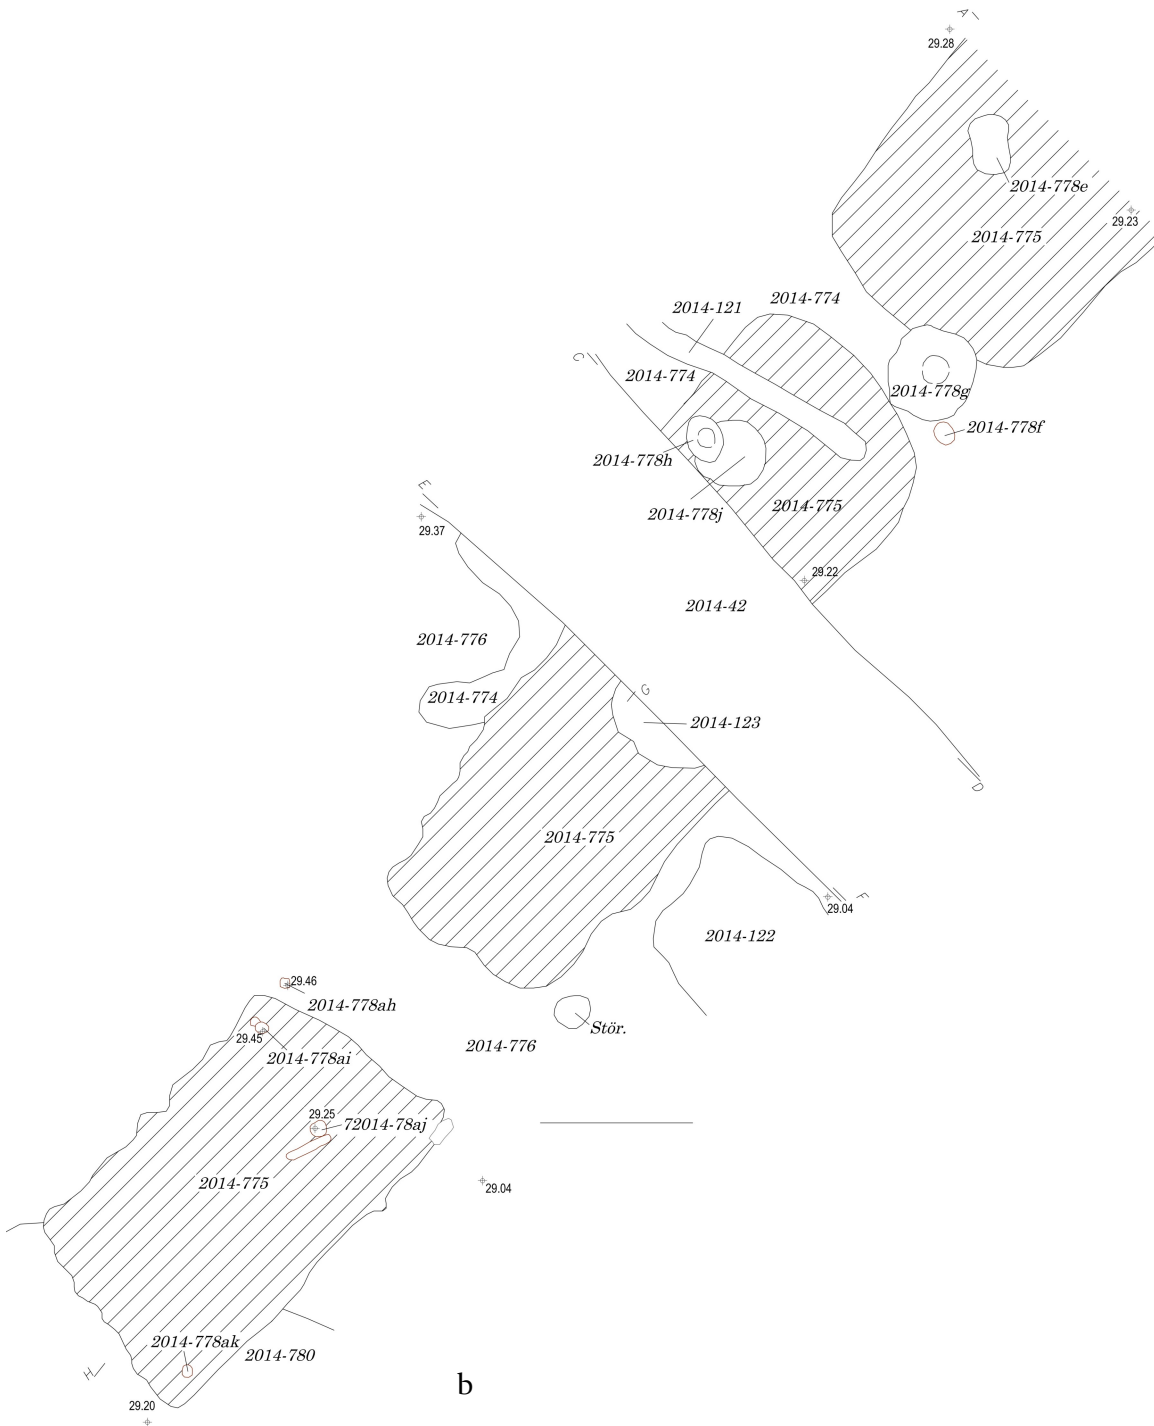 A
29.28
2014-778e
29.23
2014-775
2014-774
2014-121
C
2014-774
2014-778g
2014-778f
2014-778h
E
2014-775
2014-778j
29.37
29.22
2014-42
2014-776
G
2014-774
2014-123
D
2014-775
F
29.04
2014-122
29.46
2014-778ah
Stör.
29.45
2014-776
2014-778ai
29.25
72014-78aj
2014-775
29.04
2014-778ak
2014-780
H
b
29.20